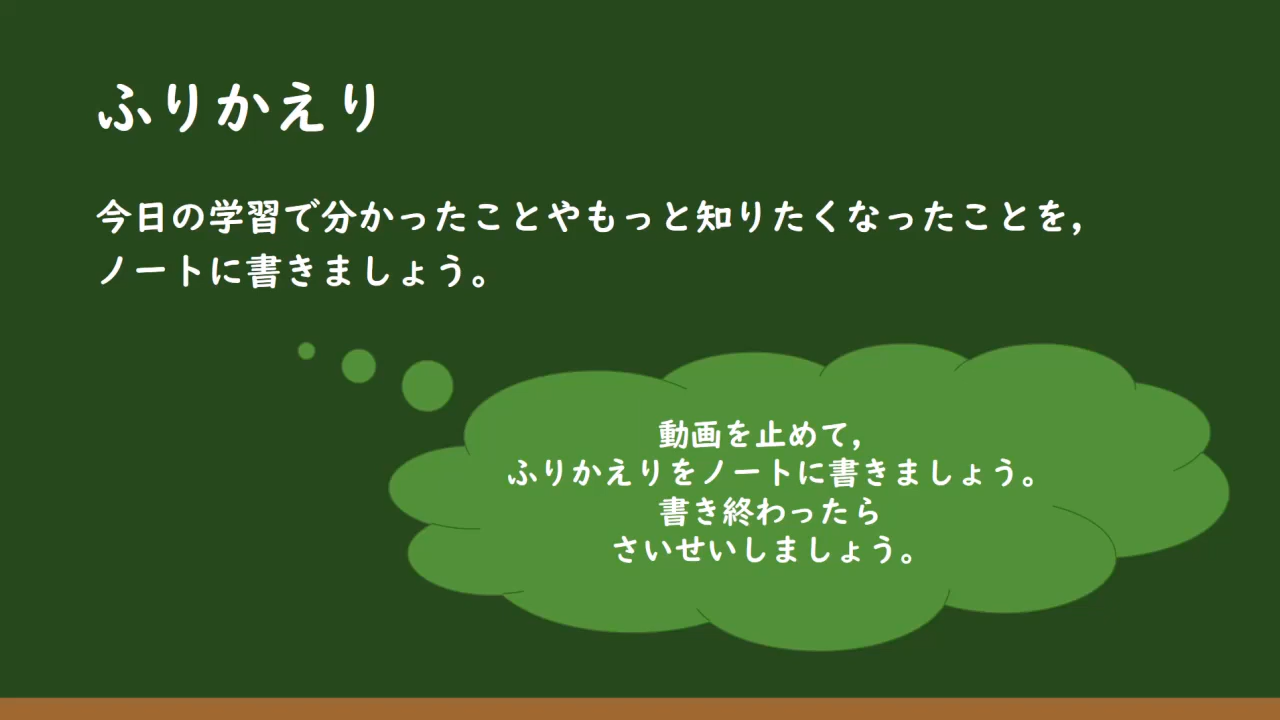 ふりかえり
今日の学習で分かったことやもっと知りたくなったことを，
ノートに書きましょう。
動画を止めて，
ふりかえりをノートに書きましょう。
書き終わったら
さいせいしましょう。